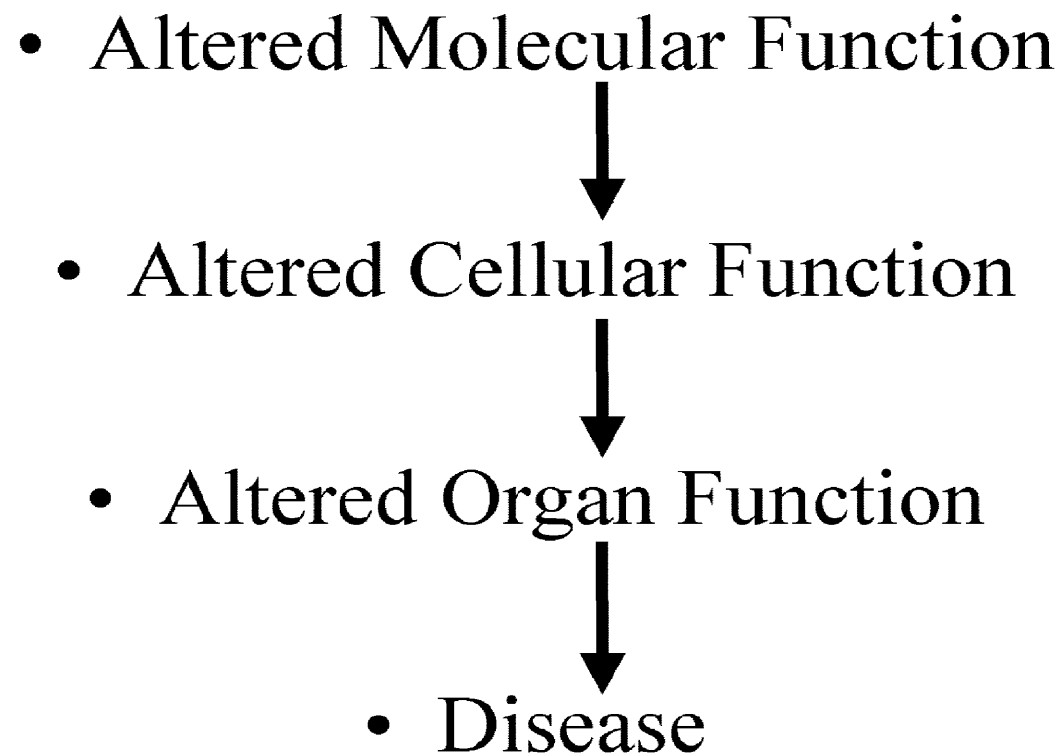 • Altered Molecular Function
• Altered Cellular Function
• Altered Organ Function
• Disease